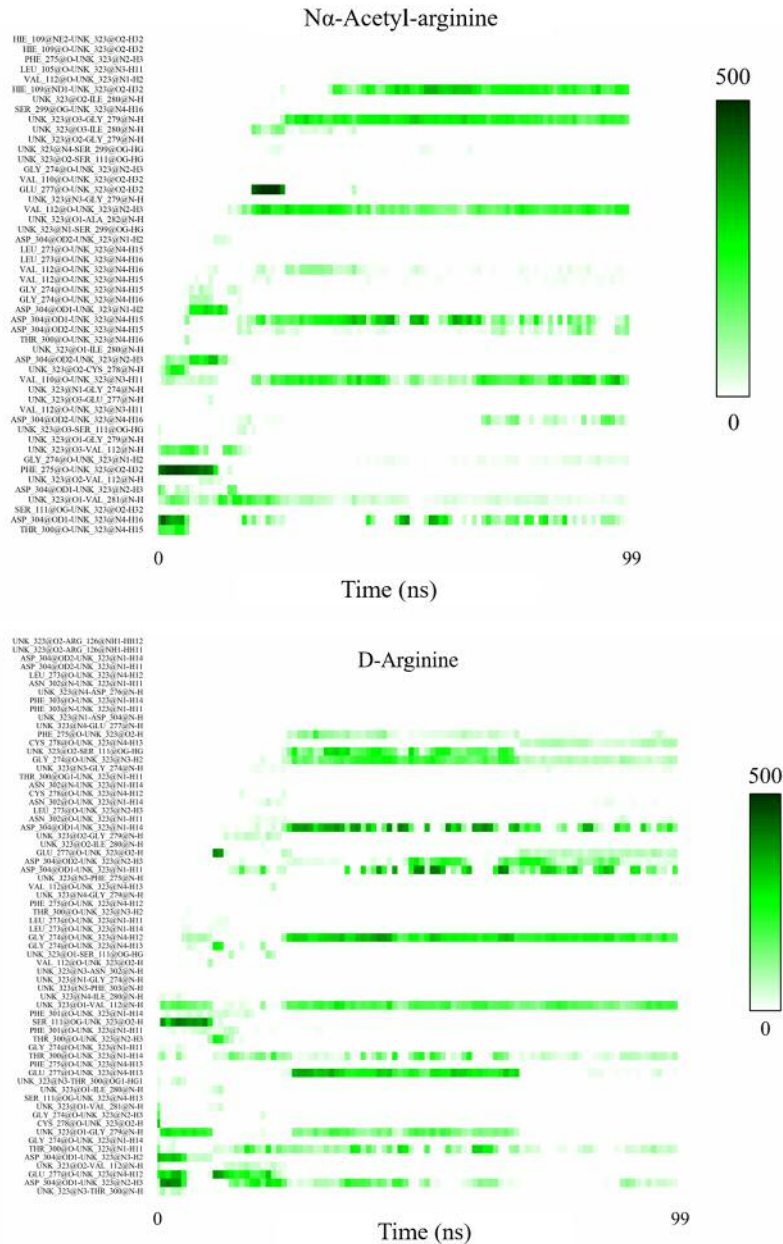 Nα-Acetyl-arginine
HIE_109@NE2-UNK_323@O2-H32
HIE_109@O-UNK_323@O2-H32
PHE_275@O-UNK_323@N2-H3
LEU_105@O-UNK_323@N3-H11
VAL_112@O-UNK_323@N1-H2
HIE_109@ND1-UNK_323@O2-H32
UNK_323@O2-ILE_280@N-H
SER_299@OG-UNK_323@N4-H16
UNK_323@O3-GLY_279@N-H
UNK_323@O3-ILE_280@N-H
UNK_323@O2-GLY_279@N-H
UNK_323@N4-SER_299@OG-HG
UNK_323@O2-SER_111@OG-HG
GLY_274@O-UNK_323@N2-H3
VAL_110@O-UNK_323@O2-H32
GLU_277@O-UNK_323@O2-H32
UNK_323@N3-GLY_279@N-H
VAL_112@O-UNK_323@N2-H3
UNK_323@O1-ALA_282@N-H
UNK_323@N1-SER_299@OG-HG
ASP_304@OD2-UNK_323@N1-H2
LEU_273@O-UNK_323@N4-H15
LEU_273@O-UNK_323@N4-H16
VAL_112@O-UNK_323@N4-H16
VAL_112@O-UNK_323@N4-H15
GLY_274@O-UNK_323@N4-H15
GLY_274@O-UNK_323@N4-H16
ASP_304@OD1-UNK_323@N1-H2
ASP_304@OD1-UNK_323@N4-H15
ASP_304@OD2-UNK_323@N4-H15
THR_300@O-UNK_323@N4-H16
UNK_323@O1-ILE_280@N-H
ASP_304@OD2-UNK_323@N2-H3
UNK_323@O2-CYS_278@N-H
VAL_110@O-UNK_323@N3-H11
UNK_323@N1-GLY_274@N-H
UNK_323@O3-GLU_277@N-H
VAL_112@O-UNK_323@N3-H11
ASP_304@OD2-UNK_323@N4-H16
UNK_323@O3-SER_111@OG-HG
UNK_323@O1-GLY_279@N-H
UNK_323@O3-VAL_112@N-H
GLY_274@O-UNK_323@N1-H2
PHE_275@O-UNK_323@O2-H32
UNK_323@O2-VAL_112@N-H
ASP_304@OD1-UNK_323@N2-H3
UNK_323@O1-VAL_281@N-H
SER_111@OG-UNK_323@O2-H32
ASP_304@OD1-UNK_323@N4-H16
THR_300@O-UNK_323@N4-H15
500
0
0
99
Time (ns)
D-Arginine
UNK_323@O2-ARG_126@NH1-HH12
UNK_323@O2-ARG_126@NH1-HH11
ASP_304@OD2-UNK_323@N1-H14
ASP_304@OD2-UNK_323@N1-H11
LEU_273@O-UNK_323@N4-H12
ASN_302@N-UNK_323@N1-H11
UNK_323@N4-ASP_276@N-H
PHE_303@O-UNK_323@N1-H14
PHE_303@N-UNK_323@N1-H11
UNK_323@N1-ASP_304@N-H
UNK_323@N4-GLU_277@N-H
PHE_275@O-UNK_323@O2-H
CYS_278@O-UNK_323@N4-H13
UNK_323@O2-SER_111@OG-HG
GLY_274@O-UNK_323@N3-H2
UNK_323@N3-GLY_274@N-H
THR_300@OG1-UNK_323@N1-H11
ASN_302@N-UNK_323@N1-H14
CYS_278@O-UNK_323@N4-H12
ASN_302@O-UNK_323@N1-H14
LEU_273@O-UNK_323@N2-H3
ASN_302@O-UNK_323@N1-H11
ASP_304@OD1-UNK_323@N1-H14
UNK_323@O2-GLY_279@N-H
UNK_323@O2-ILE_280@N-H
GLU_277@O-UNK_323@O2-H
ASP_304@OD2-UNK_323@N2-H3
ASP_304@OD1-UNK_323@N1-H11
UNK_323@N3-PHE_275@N-H
VAL_112@O-UNK_323@N4-H13
UNK_323@N4-GLY_279@N-H
PHE_275@O-UNK_323@N4-H12
THR_300@O-UNK_323@N3-H2
LEU_273@O-UNK_323@N1-H11
LEU_273@O-UNK_323@N1-H14
GLY_274@O-UNK_323@N4-H12
GLY_274@O-UNK_323@N4-H13
UNK_323@O1-SER_111@OG-HG
VAL_112@O-UNK_323@O2-H
UNK_323@N3-ASN_302@N-H
UNK_323@N1-GLY_274@N-H
UNK_323@N3-PHE_303@N-H
UNK_323@N4-ILE_280@N-H
UNK_323@O1-VAL_112@N-H
PHE_301@O-UNK_323@N1-H14
SER_111@OG-UNK_323@O2-H
PHE_301@O-UNK_323@N1-H11
THR_300@O-UNK_323@N2-H3
GLY_274@O-UNK_323@N1-H11
THR_300@O-UNK_323@N1-H14
PHE_275@O-UNK_323@N4-H13
GLU_277@O-UNK_323@N4-H13
UNK_323@N3-THR_300@OG1-HG1
UNK_323@O1-ILE_280@N-H
SER_111@OG-UNK_323@N4-H13
UNK_323@O1-VAL_281@N-H
GLY_274@O-UNK_323@N2-H3
CYS_278@O-UNK_323@O2-H
UNK_323@O1-GLY_279@N-H
GLY_274@O-UNK_323@N1-H14
THR_300@O-UNK_323@N1-H11
ASP_304@OD1-UNK_323@N3-H2
UNK_323@O2-VAL_112@N-H
GLU_277@O-UNK_323@N4-H12
ASP_304@OD1-UNK_323@N2-H3
UNK_323@N3-THR_300@N-H
500
0
0
99
Time (ns)